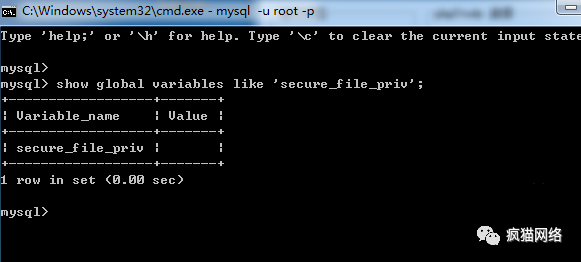 C:\Windows\system32\cmd.exe - mysql  -u root -p
Type 'help;' or '\h' for help. Type '\c' to clear the current input state
mysql>
mysql> show global variables like 'secure_file_priv';
+------------------+-------+
| Variable_name    | Value |
+------------------+-------+
| secure_file_priv |       |
+------------------+-------+
1 row in set (0.00 sec)
mysql>
疯猫网络